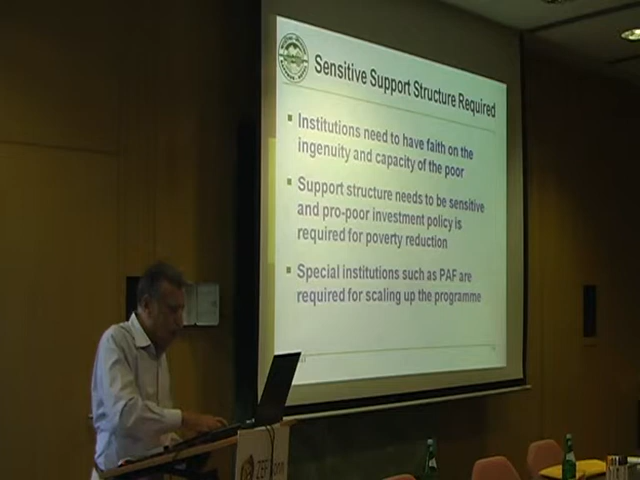 Sensitive Support Structure Required
Institutions need to have faith on the
ingenuity and capacity of the poor
Support structure needs to be sensitive
and pro-poor investment policy is
required for poverty reduction
Special institutions such as PAF are
required for scaling up the programme
ZEF